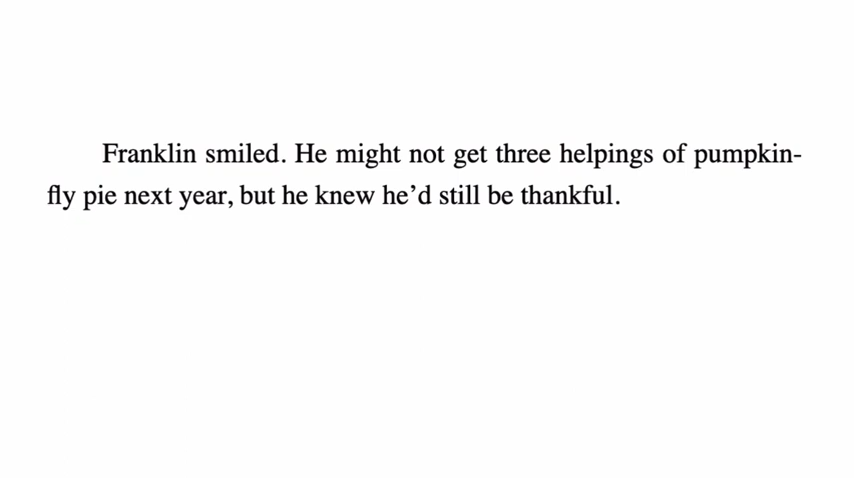 Franklin smiled. He might not get three helpings of pumpkin-
fly pie next year, but he knew he’d still be thankful.